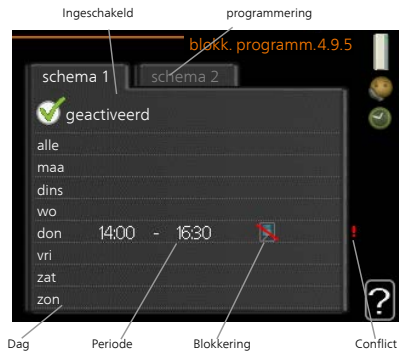 Ingeschakeld programmering
blokk. programm.4.9.5
schema 1 schema 2
geactiveerd
alle
maa
dins
wo
don 14:00 - 16:30 !
vri
zat
zon
?
Dag Periode Blokkering Conflict